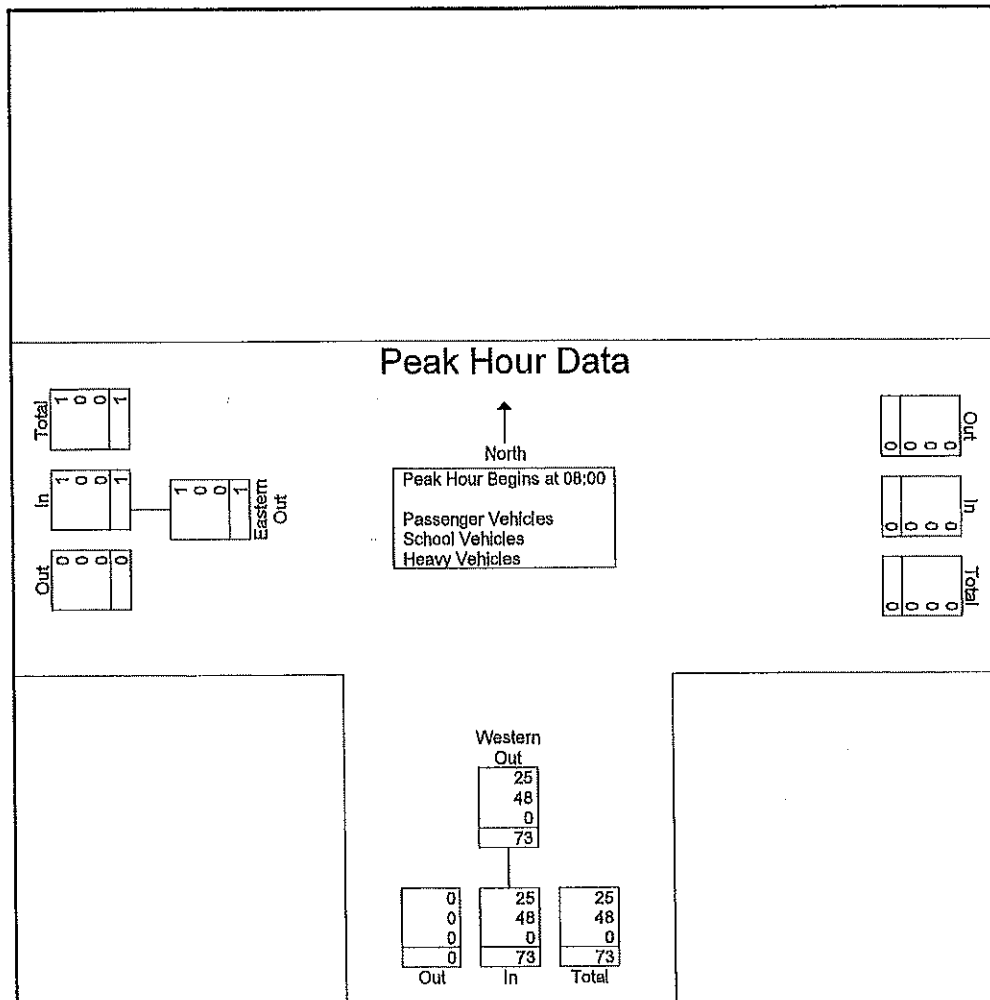 Peak Hour Data
North
Peak Hour Begins at 08:00
Passenger Vehicles
School Vehicles
Heavy Vehicles
Total
1
0
0
1
In
1
0
0
1
Eastern
Out
1
0
0
1
Out
0
0
0
0
Out
0
0
0
0
In
0
0
0
0
Total
0
0
0
0
Western
Out
25
48
0
73
0 25 25
0 48 48
0 0 0
0 73 73
Out In Total